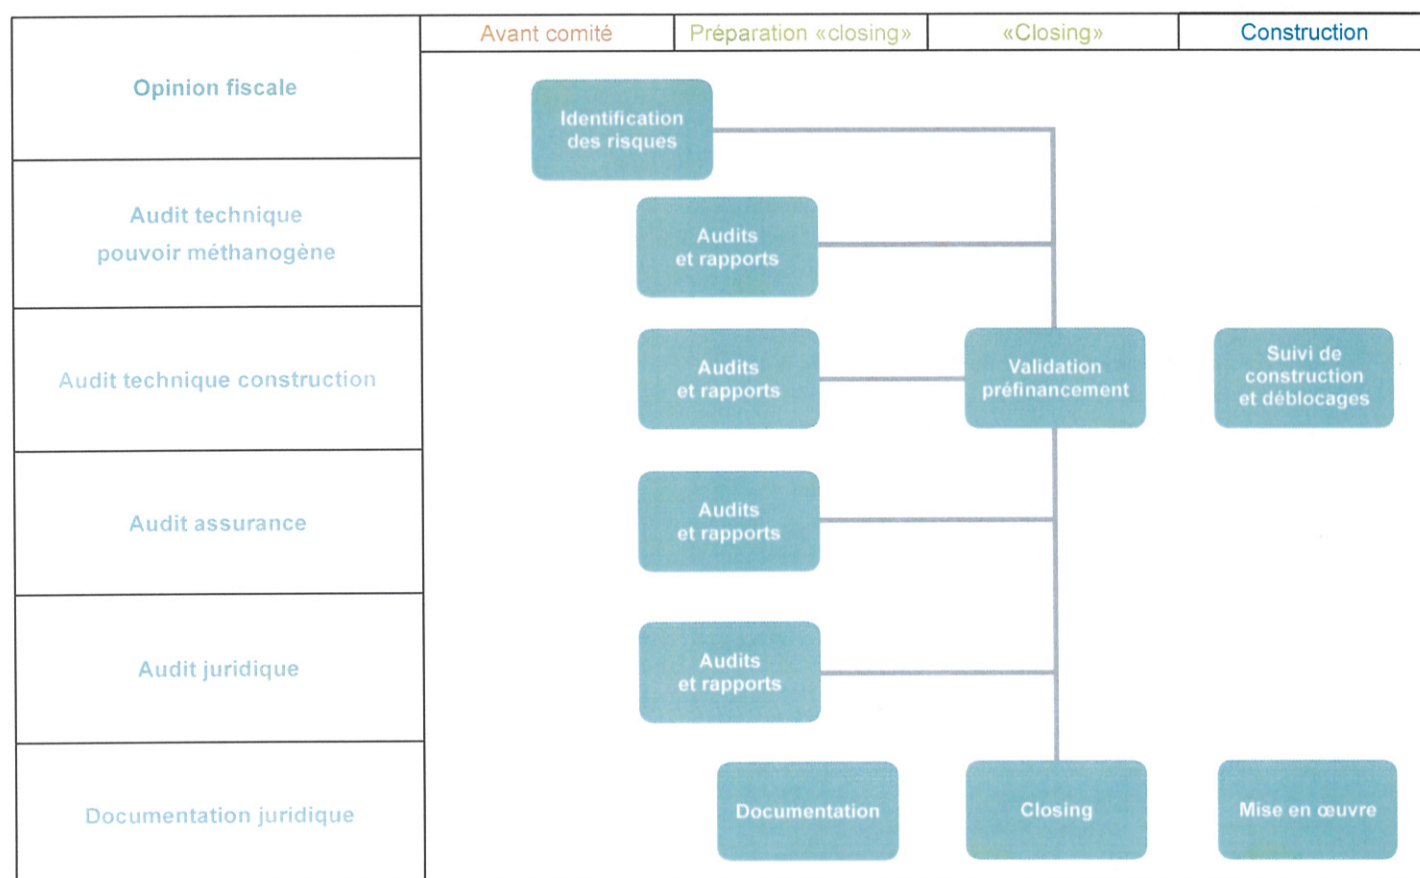 Avant comité
Préparation «closing»
«Closing»
Construction
Opinion fiscale
Identification
des risques
Audit technique
pouvoir méthanogène
Audits
et rapports
Audit technique construction
Audits
et rapports
Validation
préfinancement
Suivi de
construction
et déblocages
Audit assurance
Audits
et rapports
Audit juridique
Audits
et rapports
Documentation juridique
Documentation
Closing
Mise en œuvre